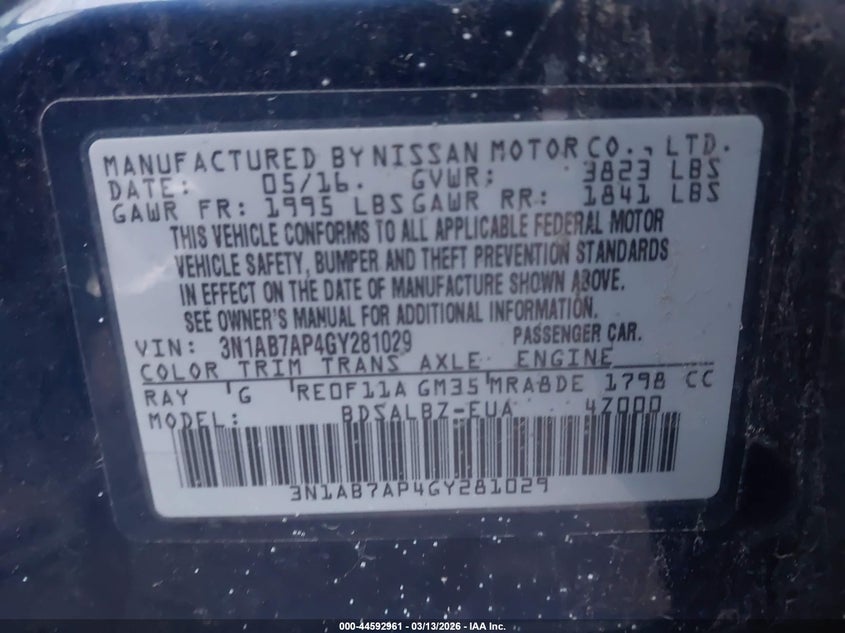 MANUFACTURED BY NISSAN MOTOR CO., LTD.
DATE: 05/16. GVWR: 3823 LBS
GAWR FR: 1995 LBS GAWR RR: 1841 LBS
THIS VEHICLE CONFORMS TO ALL APPLICABLE FEDERAL MOTOR
VEHICLE SAFETY, BUMPER AND THEFT PREVENTION STANDARDS
IN EFFECT ON THE DATE OF MANUFACTURE SHOWN ABOVE.
SEE OWNER'S MANUAL FOR ADDITIONAL INFORMATION.
VIN: 3N1AB7AP4GY281029 PASSENGER CAR.
COLOR TRIM TRANS AXLE ENGINE
RAY G RE0F11A GM35 MRA8DE 1798 CC
MODEL: BDSALBZ-EUA 4Z000
3N1AB7AP4GY281029
000-44592961 - 03/13/2026 - IAA Inc.